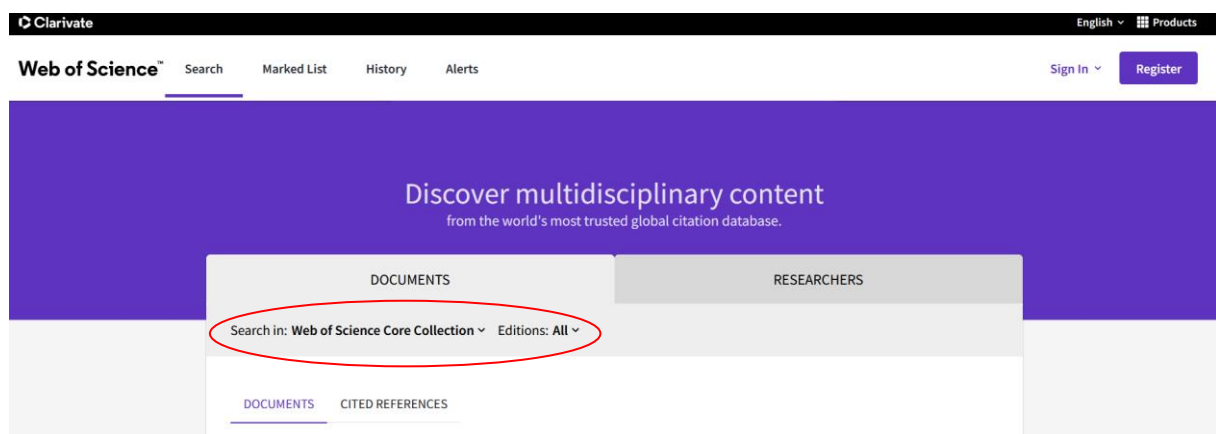 Clarivate English Products
Web of Science™ Search Marked List History Alerts Sign In Register
Discover multidisciplinary content
from the world's most trusted global citation database.
DOCUMENTS RESEARCHERS
Search in: Web of Science Core Collection Editions: All
DOCUMENTS CITED REFERENCES